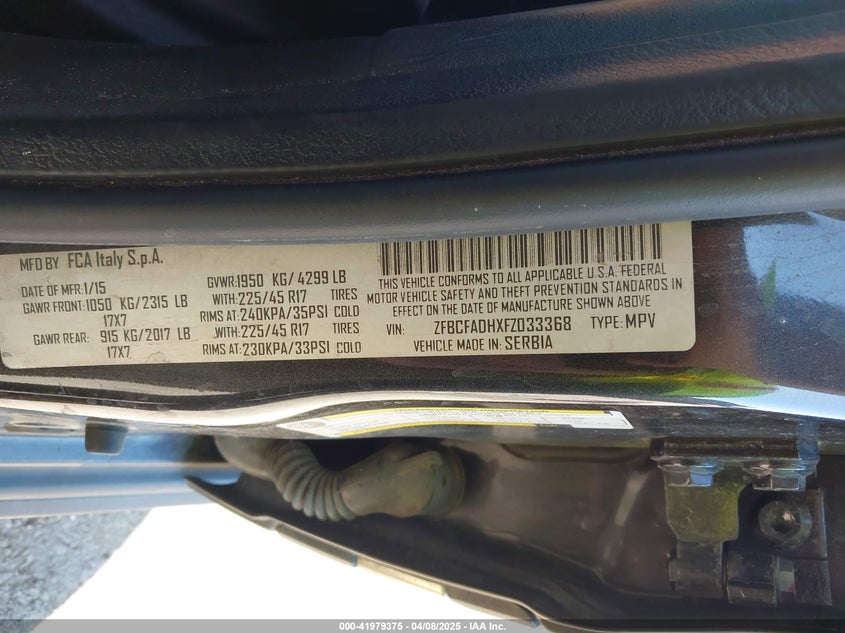 MFD BY FCA Italy S.p.A.
DATE OF MFR:1/15
GAWR FRONT:1050 KG/2315 LB
17X7
GAWR REAR: 915 KG/2017 LB
17X7
GVWR:1950 KG/ 4299 LB
WITH:225/45 R17 TIRES
RIMS AT:240KPA/35PSI COLD
WITH:225/45 R17 TIRES
RIMS AT:230KPA/33PSI COLD
THIS VEHICLE CONFORMS TO ALL APPLICABLE U.S.A. FEDERAL
MOTOR VEHICLE SAFETY, BUMPER, AND THEFT PREVENTION STANDARDS IN
EFFECT ON THE DATE OF MANUFACTURE SHOWN ABOVE.
VIN: ZFBCFADHXFZ033368 TYPE: MPV
VEHICLE MADE IN: SERBIA
000-41979375 04/08/2025 - IAA Inc.